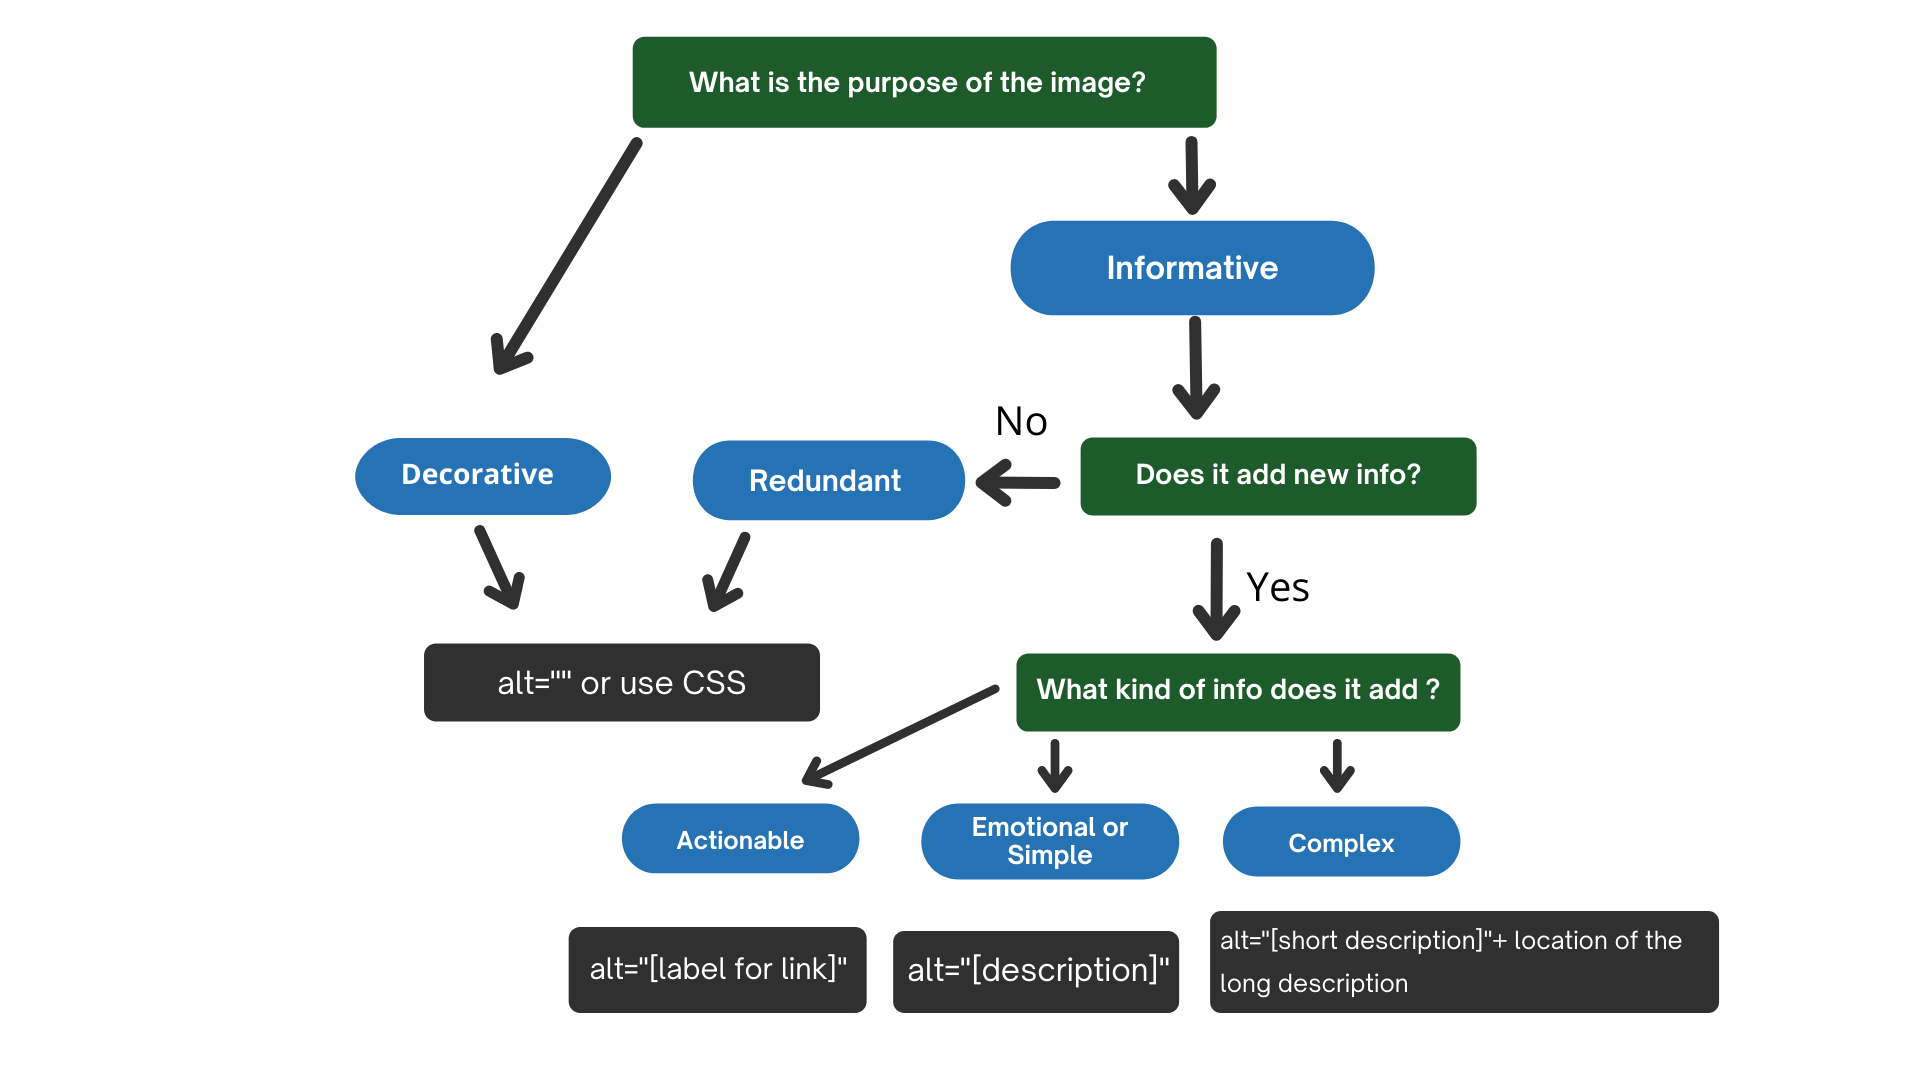 What is the purpose of the image?
Informative
No
Decorative
Redundant
Does it add new info?
Yes
alt="" or use CSS
What kind of info does it add ?
Actionable
Emotional or
Simple
Complex
alt="[label for link]"
alt="[description]"
alt="[short description]"+ location of the
long description